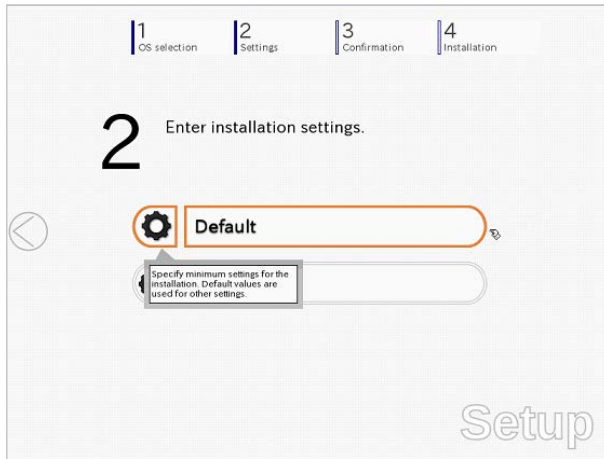 1
OS selection
2
Settings
3
Confirmation
4
Installation
2
Enter installation settings.
Default
Specify minimum settings for the
installation. Default values are
used for other settings.
Setup